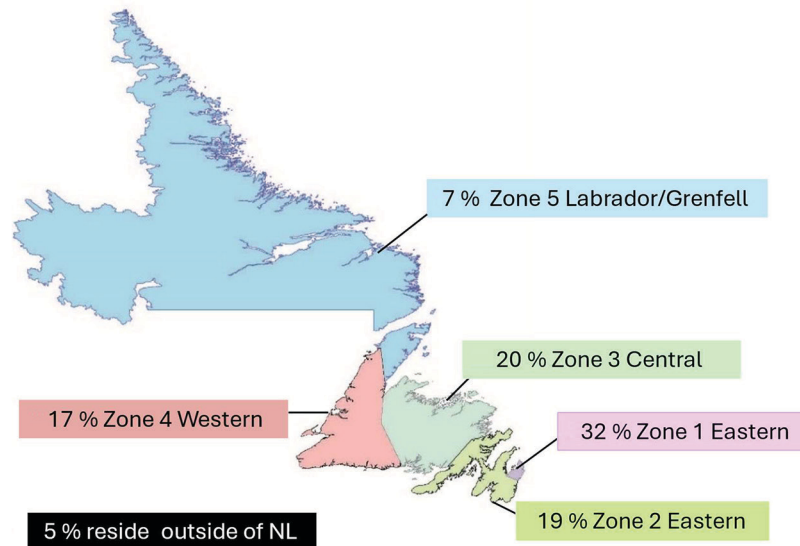 7 % Zone 5 Labrador/Grenfell
20 % Zone 3 Central
17 % Zone 4 Western
32 % Zone 1 Eastern
5 % reside outside of NL
19 % Zone 2 Eastern